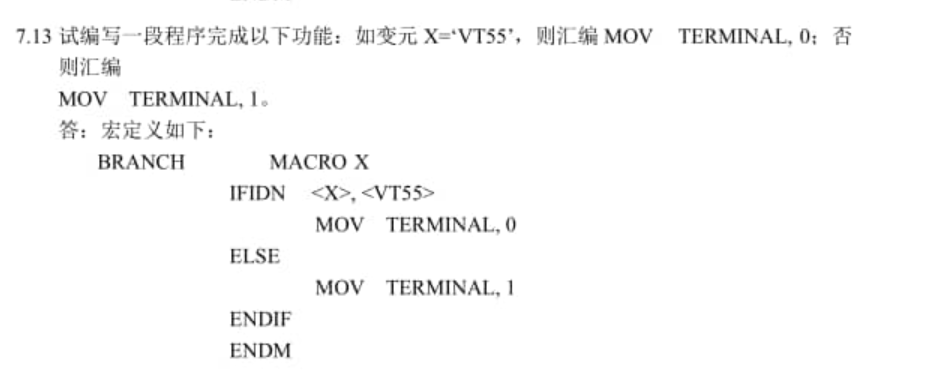 7.13 试编写一段程序完成以下功能：如变元 X=‘VT55’，则汇编 MOV TERMINAL, 0；否
则汇编
MOV TERMINAL, 1。
答：宏定义如下：
BRANCH MACRO X
IFIDN <X>, <VT55>
MOV TERMINAL, 0
ELSE
MOV TERMINAL, 1
ENDIF
ENDM